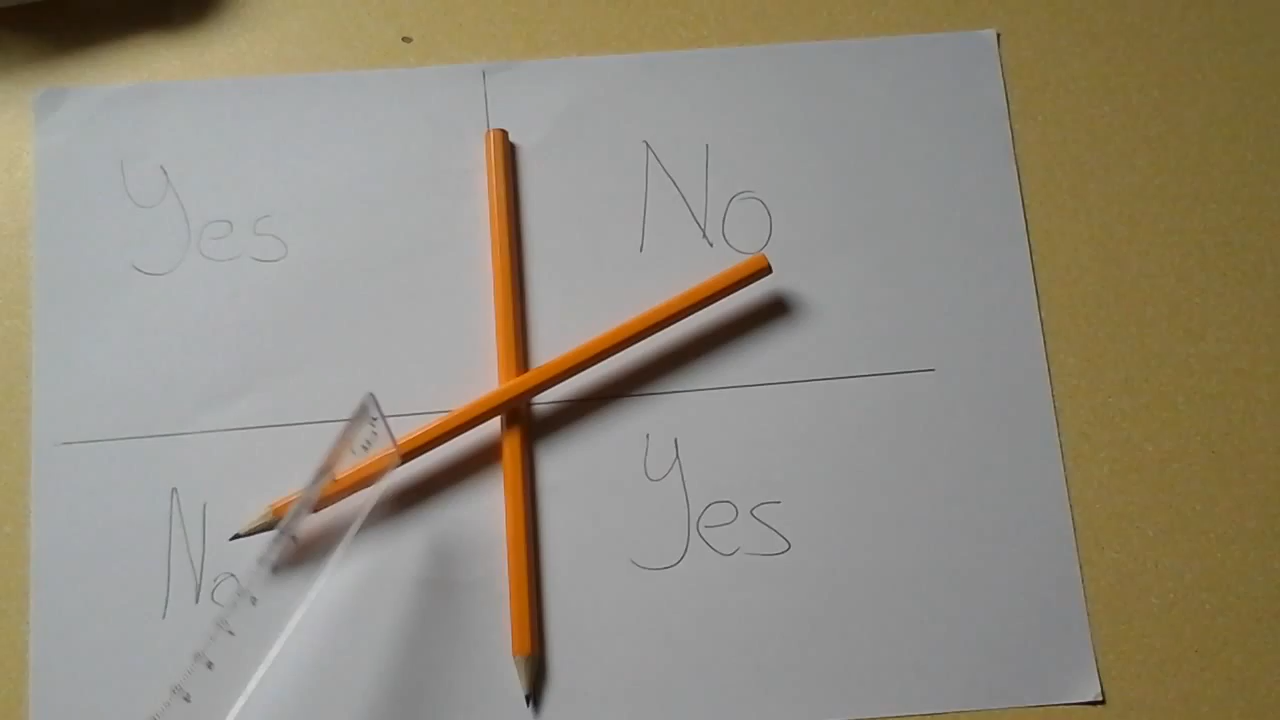 Yes No
No Yes